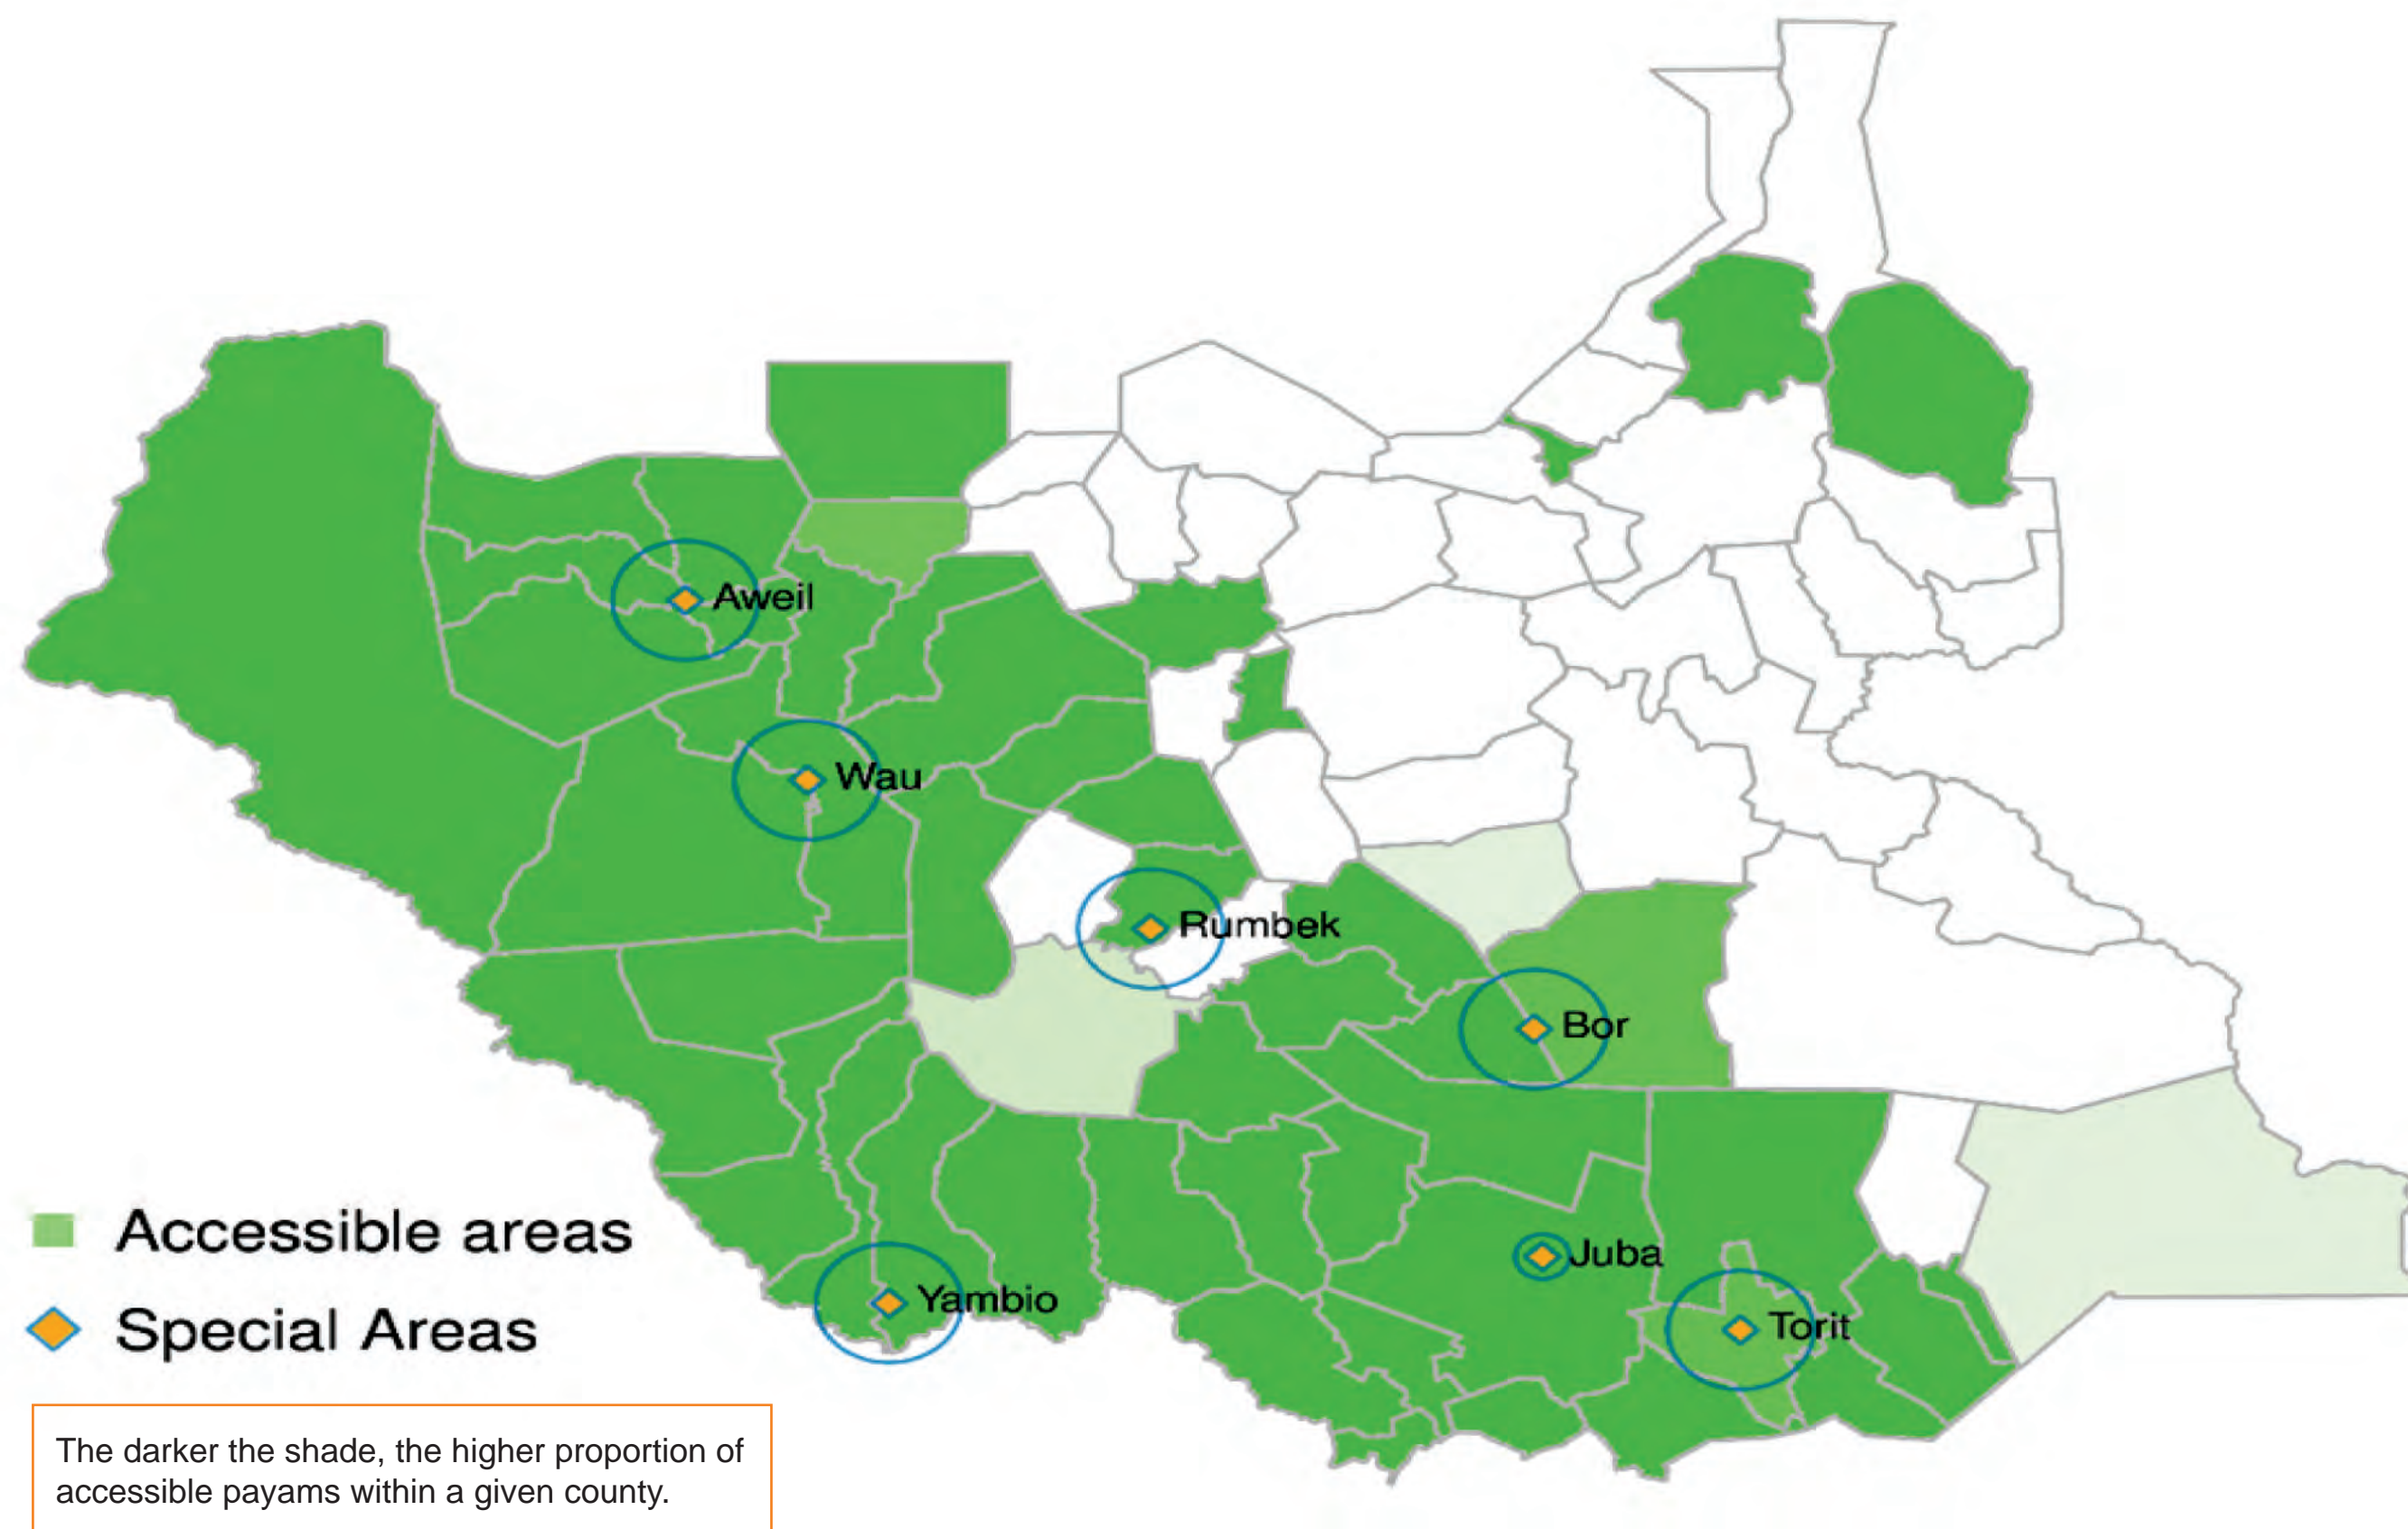 Aweil
Wau
Rumbek
Bor
Accessible areas
Juba
Yambio
Special Areas
Torit
The darker the shade, the higher proportion of
accessible payams within a given county.